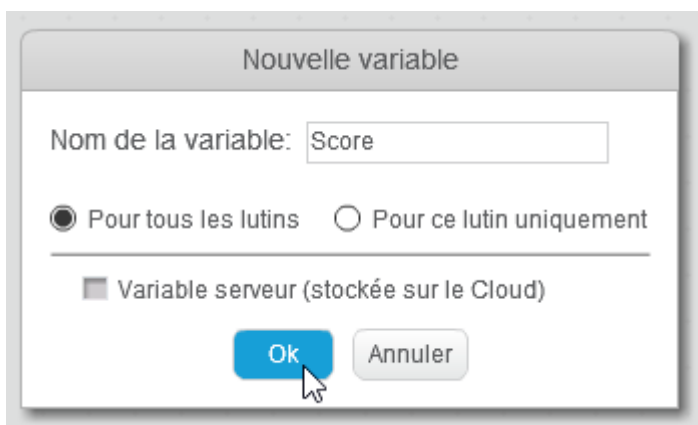 Nouvelle variable
Nom de la variable: Score
Pour tous les lutins Pour ce lutin uniquement
Variable serveur (stockée sur le Cloud)
Ok Annuler